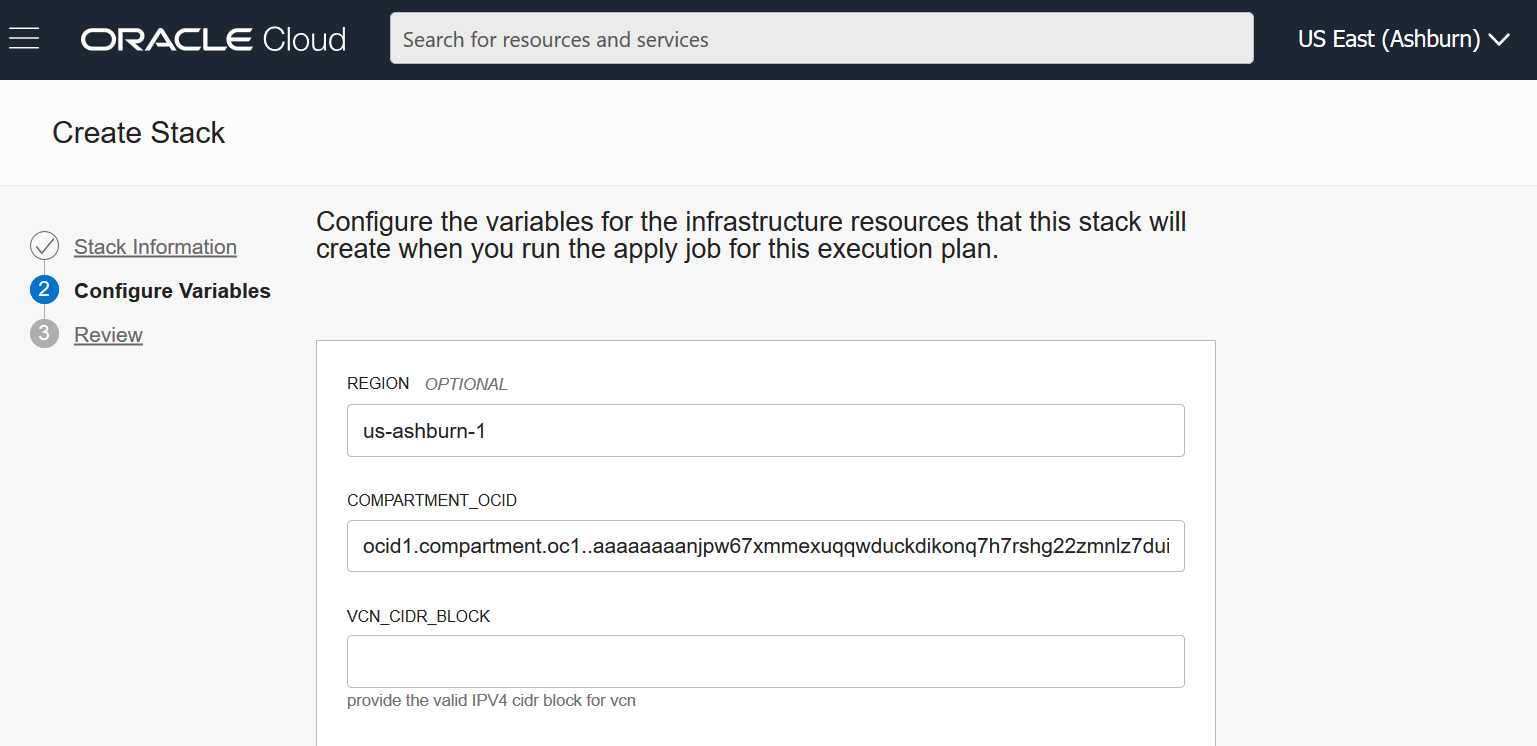 ORACLE Cloud
Search for resources and services
US East (Ashburn)
Create Stack
Stack Information
2 Configure Variables
3 Review
Configure the variables for the infrastructure resources that this stack will
create when you run the apply job for this execution plan.
REGION OPTIONAL
us-ashburn-1
COMPARTMENT_OCID
ocid1.compartment.oc1..aaaaaaaanjpw67xmmexuqqwduckdikonq7h7rshg22zmnlz7dui
VCN_CIDR_BLOCK
provide the valid IPV4 cidr block for vcn